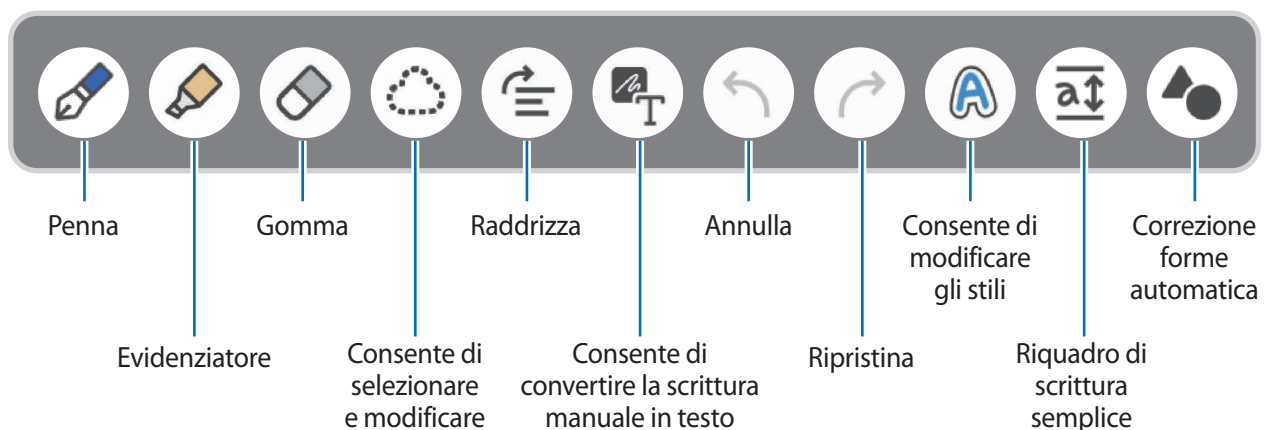 Penna
Gomma
Raddrizza
Annulla
Consente di
modificare
gli stili
Correzione
forme
automatica
Evidenziatore
Consente di
selezionare
e modificare
Consente di
convertire la scrittura
manuale in testo
Ripristina
Riquadro di
scrittura
semplice